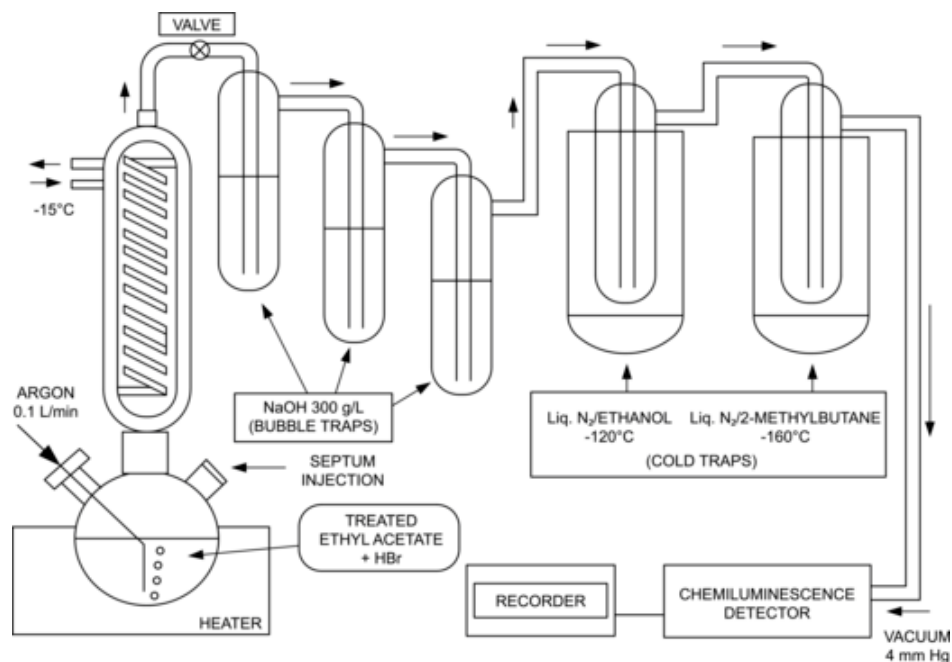 VALVE
-15°C
ARGON
0.1 L/min
NaOH 300 g/L
(BUBBLE TRAPS)
Liq. N₂/ETHANOL
-120°C
Liq. N₂/2-METHYLBUTANE
-160°C
(COLD TRAPS)
SEPTUM
INJECTION
TREATED
ETHYL ACETATE
+ HBr
HEATER
RECORDER
CHEMILUMINESCENCE
DETECTOR
VACUUM
4 mm Hg